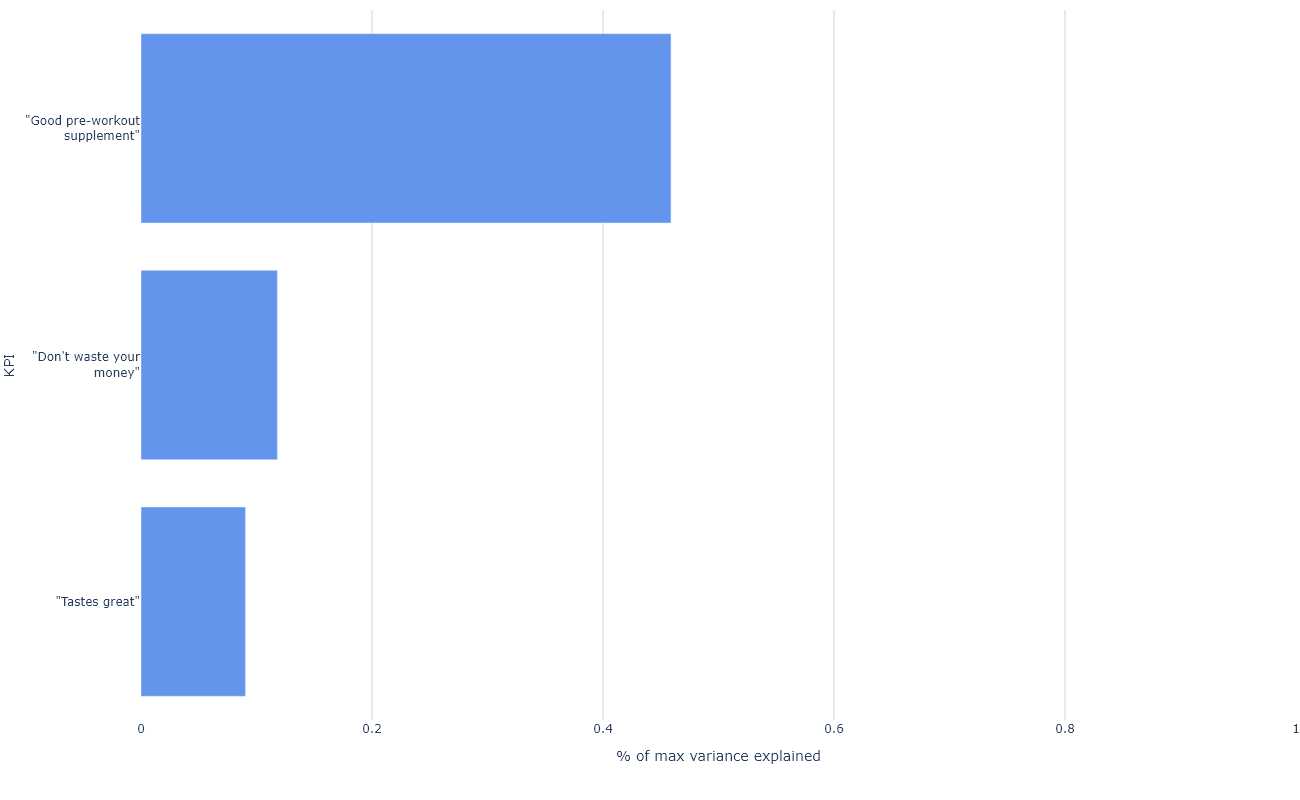 "Good pre-workout
supplement"
"Don't waste your
money"
"Tastes great"
KPI
0
0.2
0.4
0.6
0.8
1
% of max variance explained